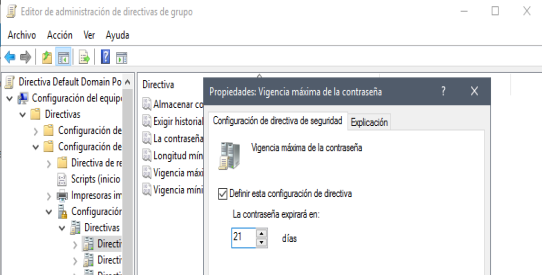 Editor de administración de directivas de grupo
Archivo Acción Ver Ayuda
Directiva Default Domain Po
Configuración del equip
Directivas
Configuración de
Configuración de
Directiva de re
Scripts (inicio
Impresoras im
Configuración
Directivas
Directi
Directi
Directiva
Almacenar co
Exigir historial
La contraseña
Longitud mín
Vigencia máxi
Vigencia míni
Propiedades: Vigencia máxima de la contraseña ? X
Configuración de directiva de seguridad Explicación
Vigencia máxima de la contraseña
Definir esta configuración de directiva
La contraseña expirará en:
21 días